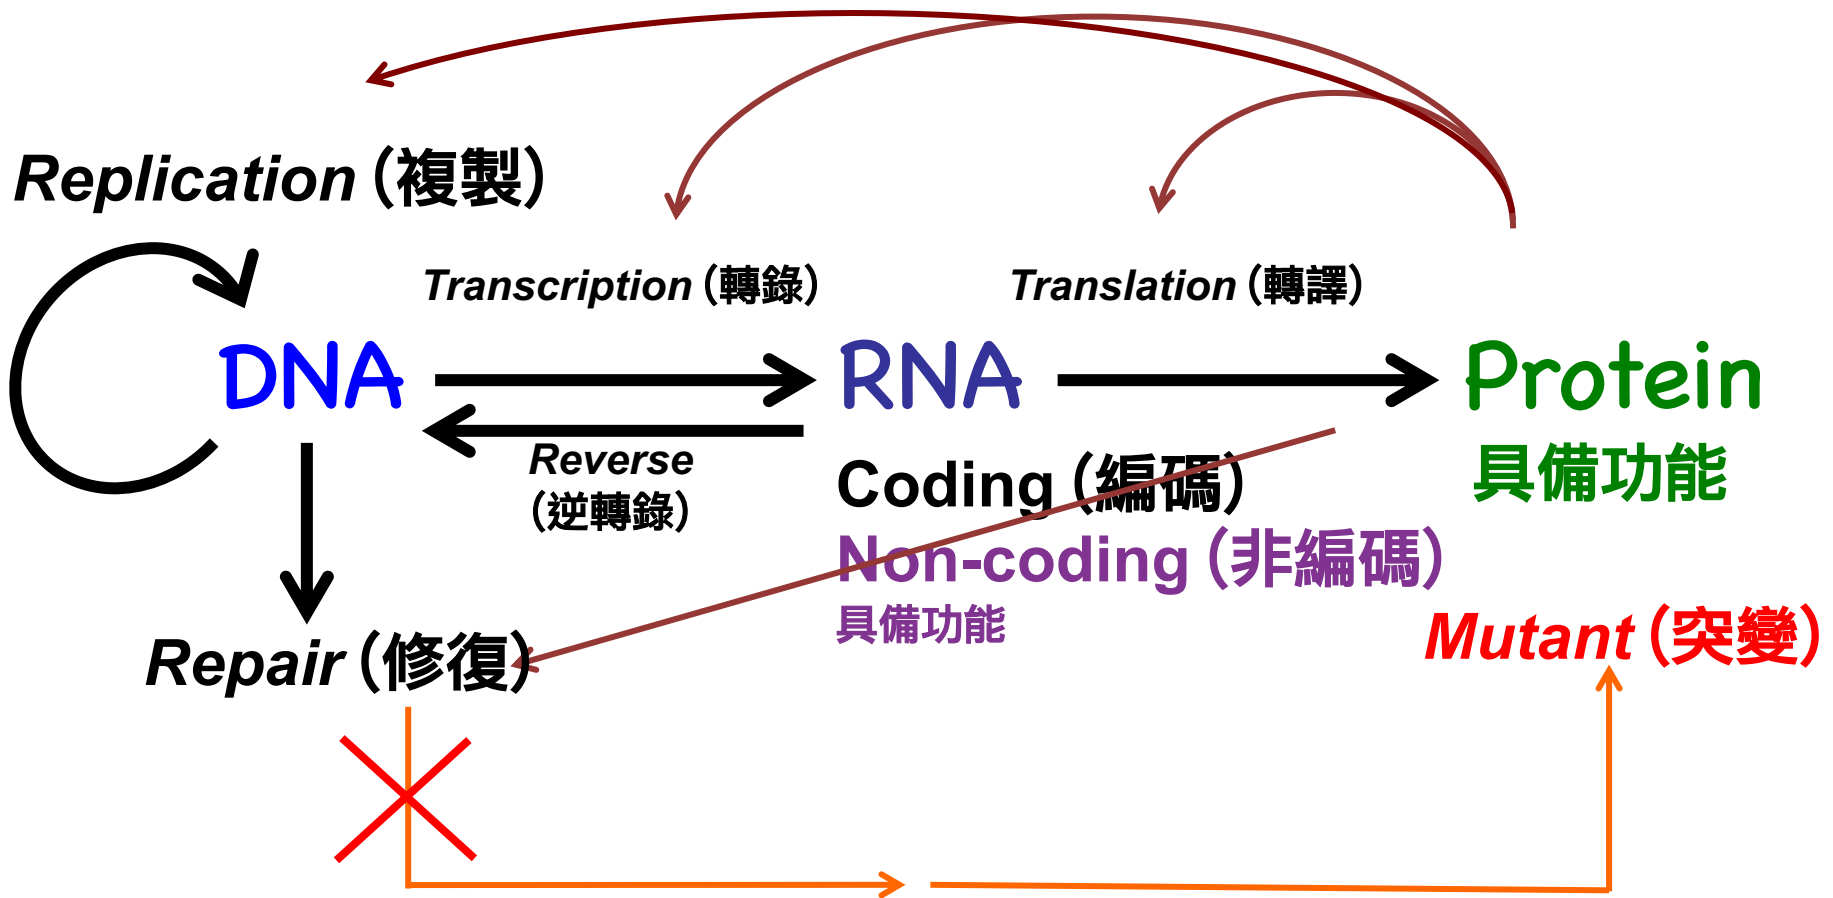 Replication (複製)
Transcription (轉錄)
Translation (轉譯)
DNA
RNA
Protein
Reverse
(逆轉錄)
Coding (編碼)
具備功能
Non-coding (非編碼)
具備功能
Repair (修復)
Mutant (突變)